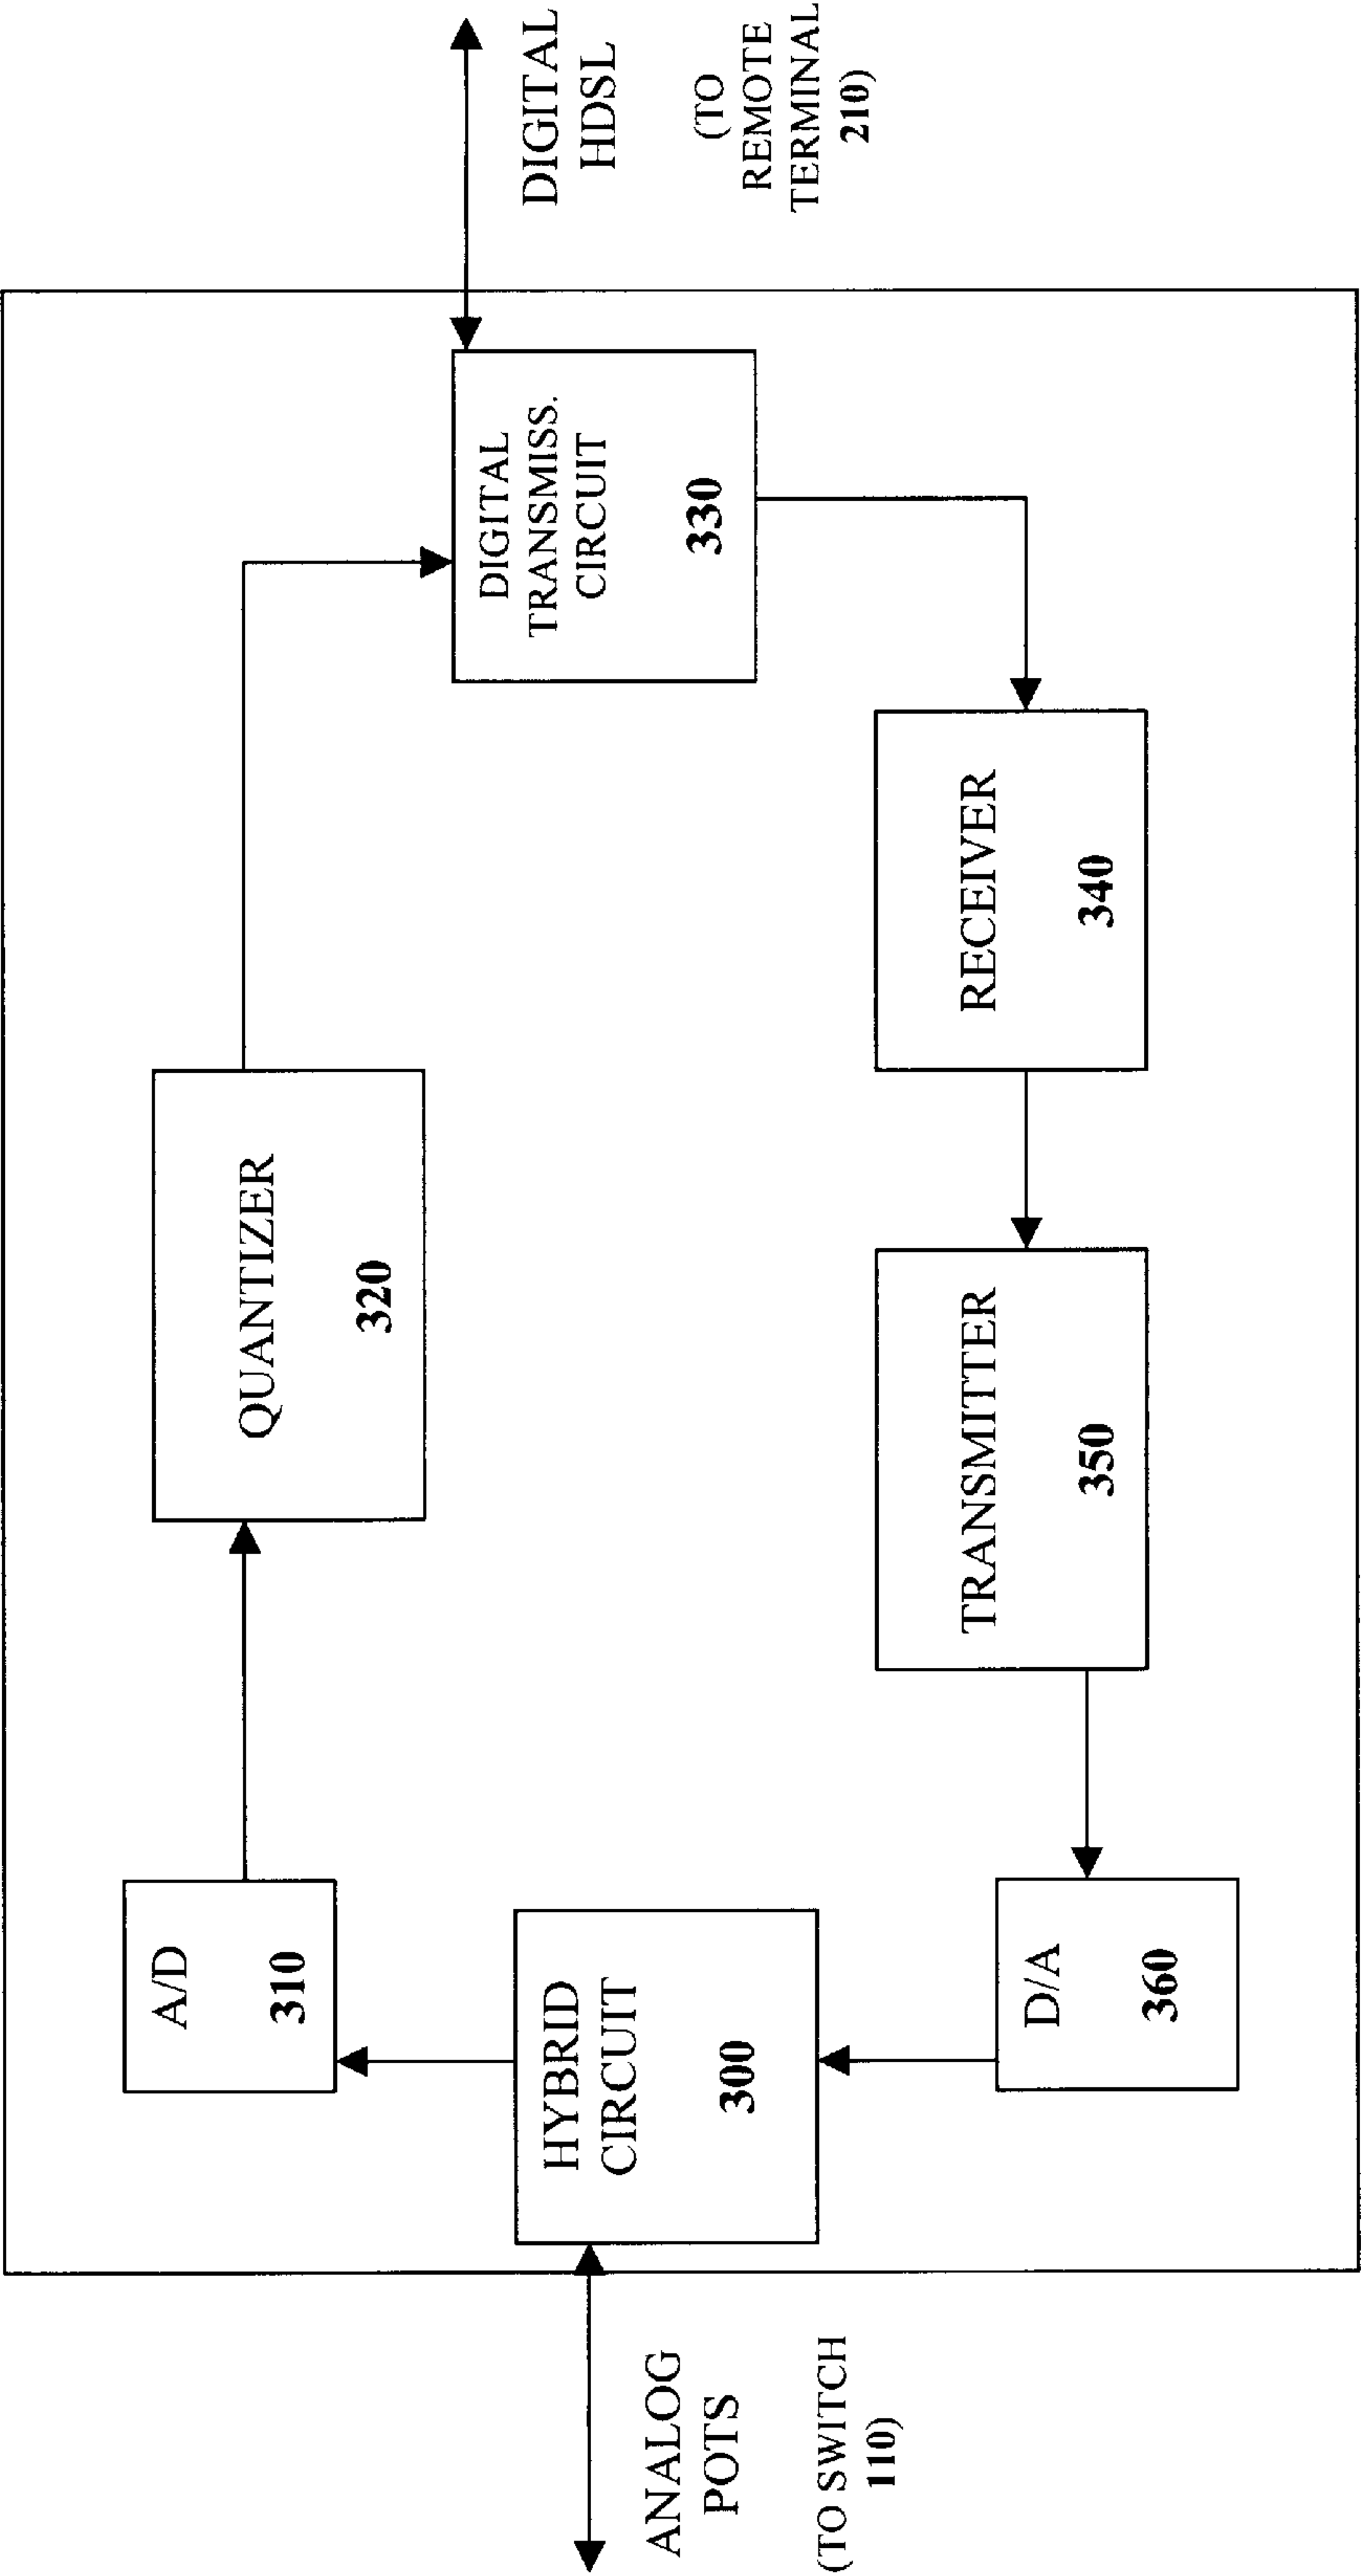 A/D
310
QUANTIZER
320
ANALOG
POTS
(TO SWITCH
110)
HYBRID
CIRCUIT
300
DIGITAL
TRANSMISS.
CIRCUIT
330
DIGITAL
HDSL
(TO
REMOTE
TERMINAL
210)
D/A
360
TRANSMITTER
350
RECEIVER
340